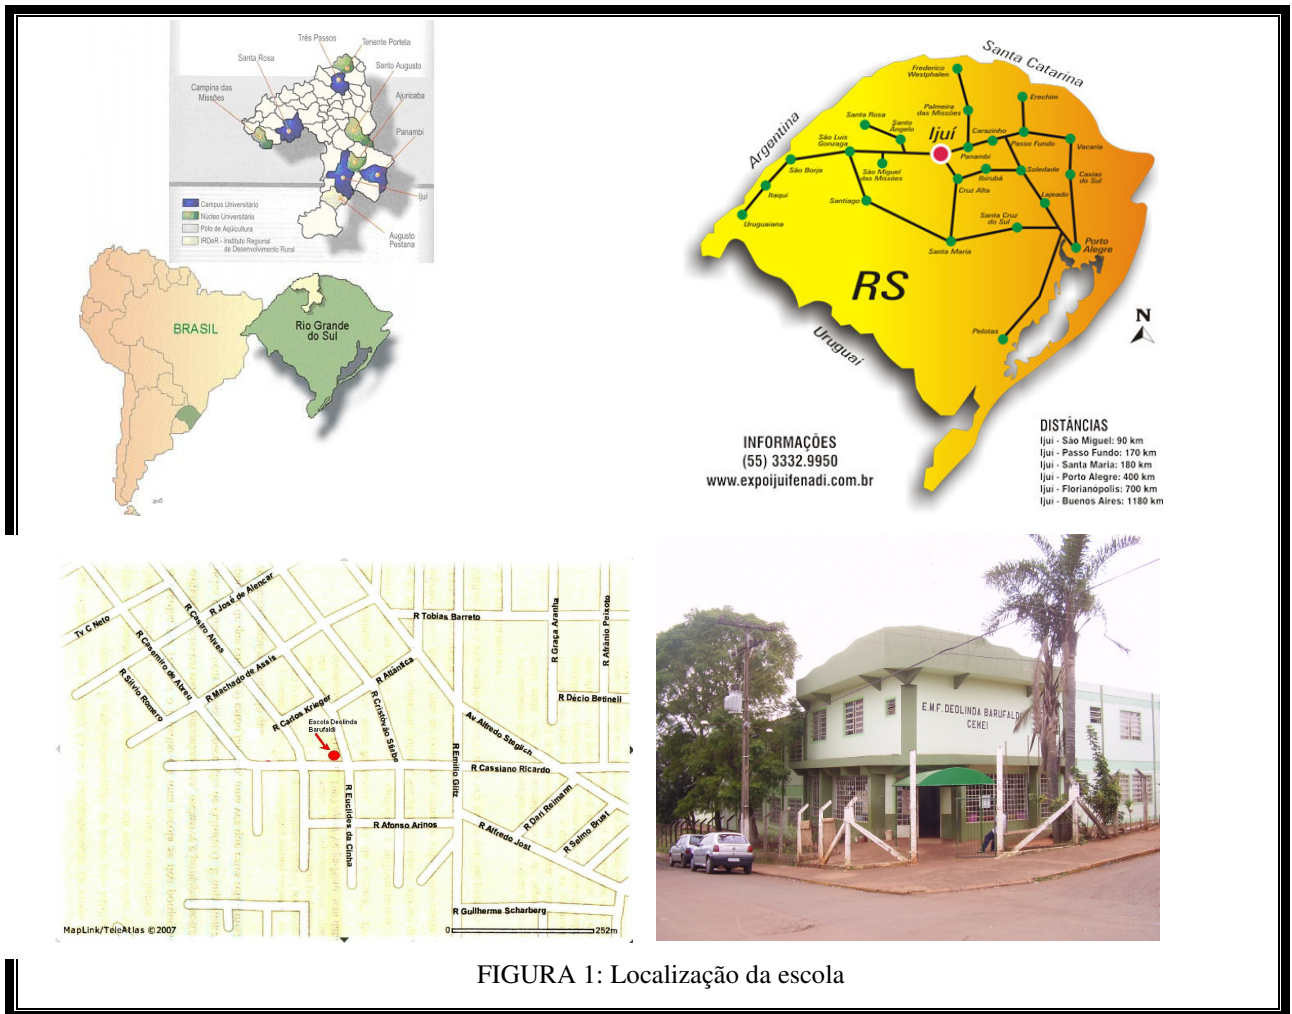 Três Passos
Tenente Portela
Santa Rosa
Santo Augusto
Campina das
Missões
Ajuricaba
Panambi
Ijuí
Augusto
Pestana
Campus Universitário
Núcleo Universitário
Pólo de Aqüicultura
IRDeR - Instituto Regional
de Desenvolvimento Rural
BRASIL
Rio Grande
do Sul
Santa Catarina
Argentina
Uruguai
Frederico
Westphalen
Palmeira
das Missões
Erechim
Santa Rosa
Santo
Ângelo
São Luis
Gonzaga
Ijuí
Carazinho
Panambi
Passo Fundo
Vacaria
São Borja
São Miguel
das Missões
Ibirubá
Soledade
Caxias
do Sul
Itaqui
Cruz Alta
Lajeado
Santiago
Santa Cruz
do Sul
Uruguaiana
Santa Maria
Porto
Alegre
RS
Pelotas
N
INFORMAÇÕES
(55) 3332.9950
www.expoijuifenadi.com.br
DISTÂNCIAS
Ijuí - São Miguel: 90 km
Ijuí - Passo Fundo: 170 km
Ijuí - Santa Maria: 180 km
Ijuí - Porto Alegre: 400 km
Ijuí - Florianópolis: 700 km
Ijuí - Buenos Aires: 1180 km
Tv C Neto
R Castro Alves
R José de Alencar
R Casemiro de Abreu
R Silvio Romero
R Machado de Assis
R Carlos Krieger
R Atlântica
R Tobias Barreto
R Graça Aranha
R Afrânio Peixoto
R Décio Betineli
Escola Deolinda
Barufaldi
R Cristóvão Stiebe
Av Alfredo Steglich
R Emilio Glitz
R Cassiano Ricardo
R Euclides da Cinha
R Afonso Arinos
R Alfredo Jost
R Dari Reimann
R Selmo Brust
R Guilherme Scharberg
MapLink/TeleAtlas ©2007
0 252m
E.M.F. DEOLINDA BARUFALDI
CEMEI
FIGURA 1: Localização da escola